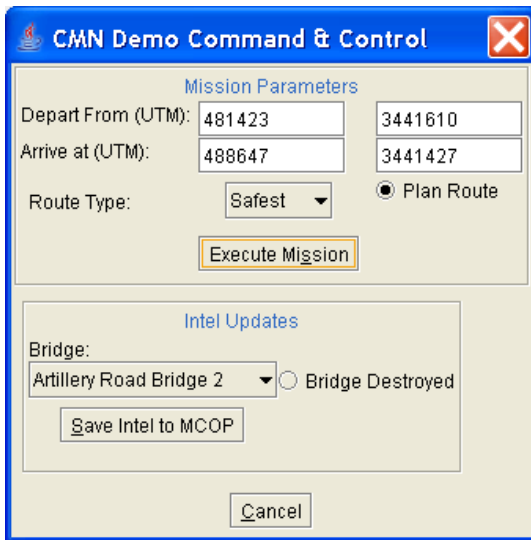 CMN Demo Command & Control
Mission Parameters
Depart From (UTM): 481423 3441610
Arrive at (UTM): 488647 3441427
Route Type: Safest Plan Route
Execute Mission
Intel Updates
Bridge:
Artillery Road Bridge 2 Bridge Destroyed
Save Intel to MCOP
Cancel